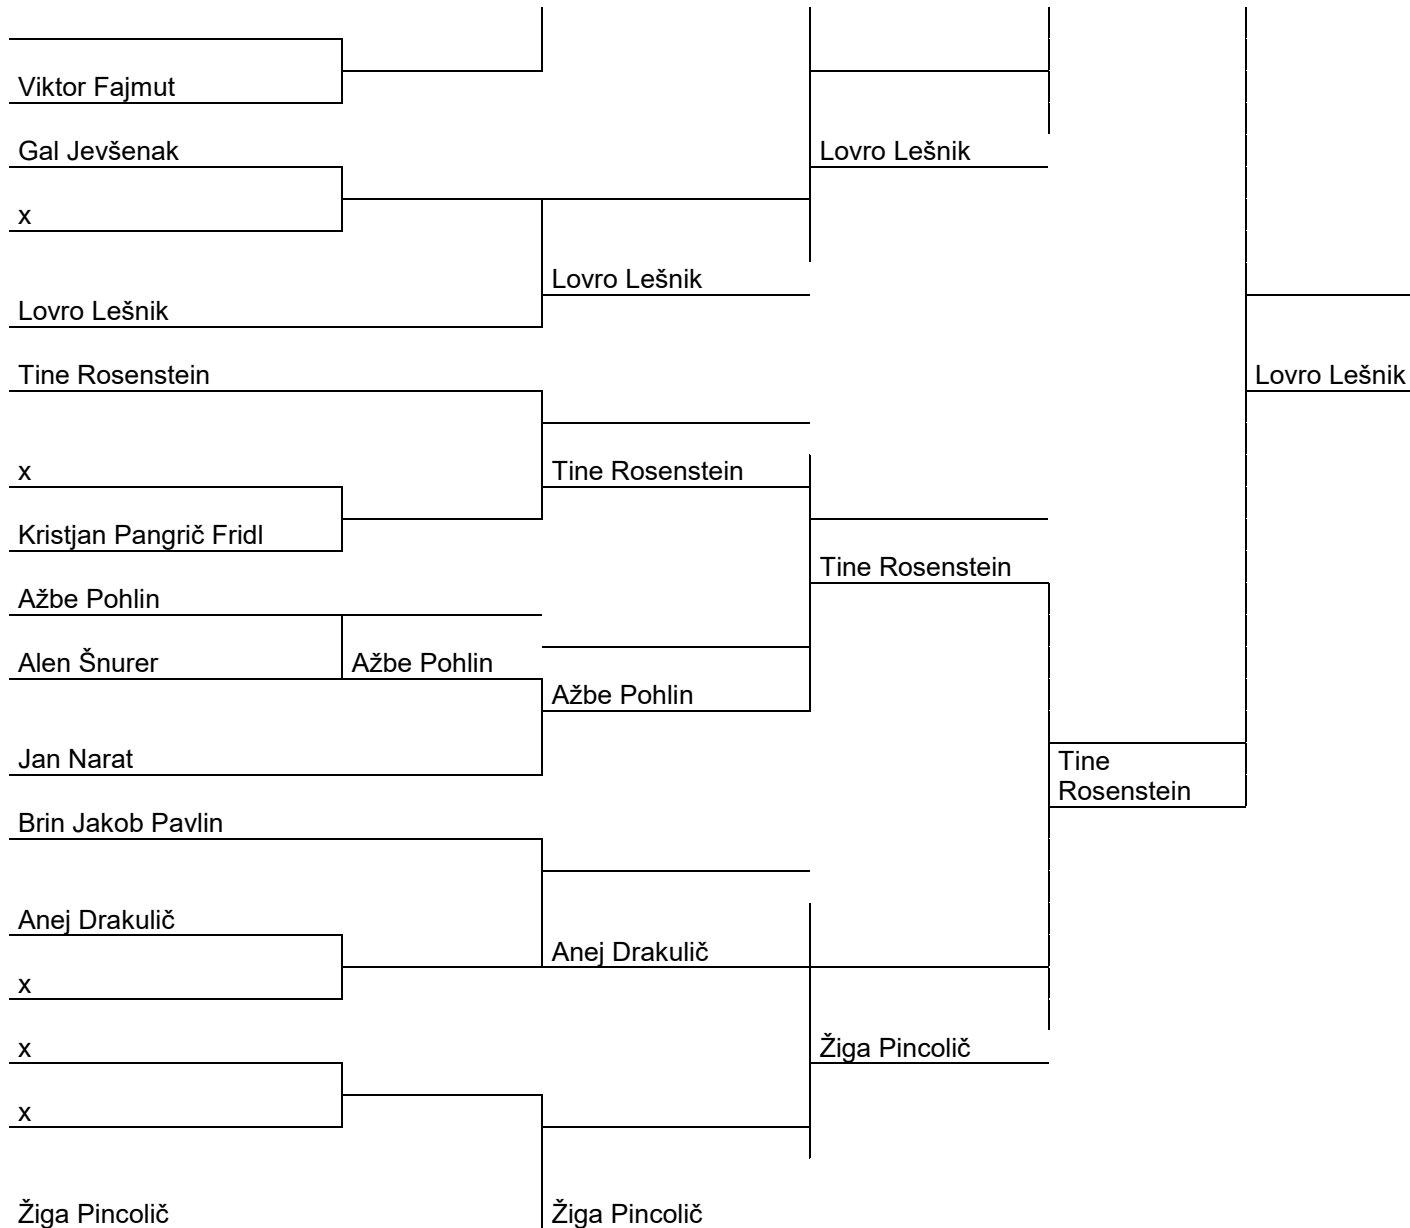 Viktor Fajmut
Gal Jevšenak
Lovro Lešnik
x
Lovro Lešnik
Lovro Lešnik
Tine Rosenstein
Lovro Lešnik
x
Tine Rosenstein
Kristjan Pangrič Fridl
Tine Rosenstein
Ažbe Pohlin
Alen Šnurer
Ažbe Pohlin
Ažbe Pohlin
Jan Narat
Tine
Rosenstein
Brin Jakob Pavlin
Anej Drakulič
Anej Drakulič
x
x
Žiga Pincolič
x
Žiga Pincolič
Žiga Pincolič